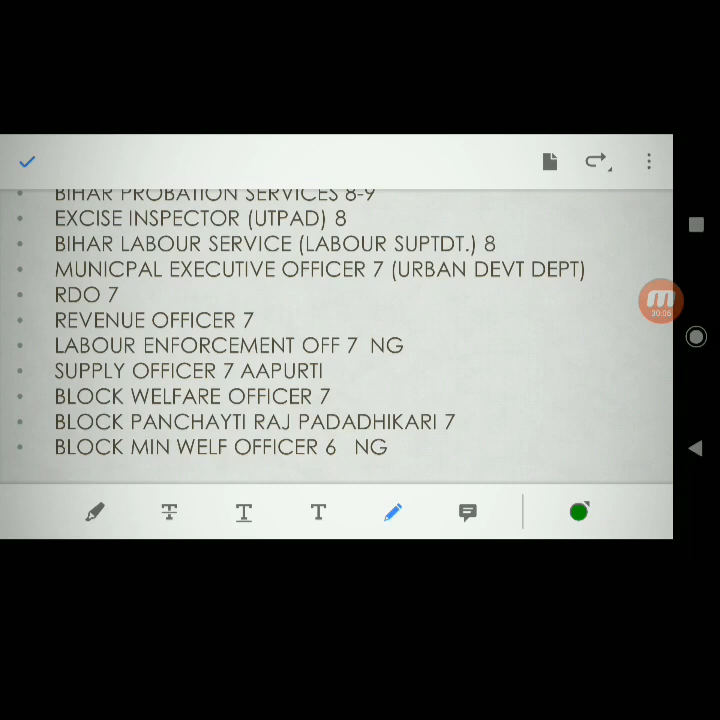 BIHAR PROBATION SERVICES 8-9
EXCISE INSPECTOR (UTPAD) 8
BIHAR LABOUR SERVICE (LABOUR SUPTDT.) 8
MUNICPAL EXECUTIVE OFFICER 7 (URBAN DEVT DEPT)
RDO 7
REVENUE OFFICER 7
LABOUR ENFORCEMENT OFF 7 NG
SUPPLY OFFICER 7 AAPURTI
BLOCK WELFARE OFFICER 7
BLOCK PANCHAYTI RAJ PADADHIKARI 7
BLOCK MIN WELF OFFICER 6 NG
30:06
T T T